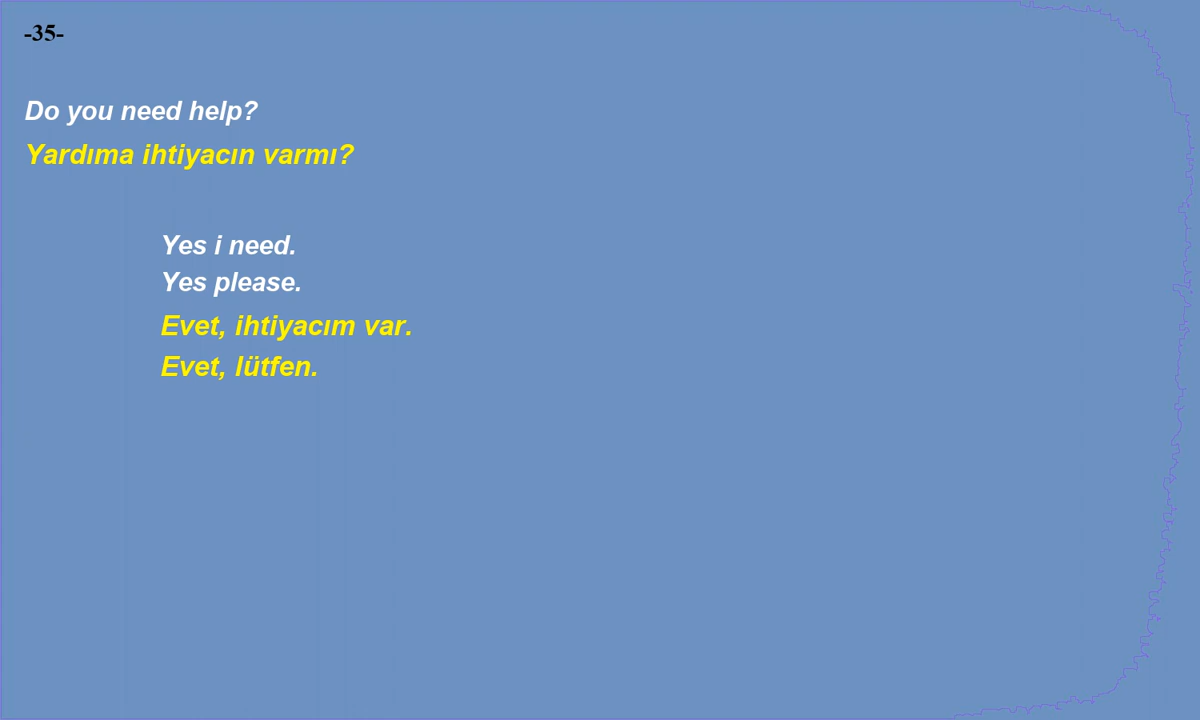 -35-
Do you need help?
Yardıma ihtiyacın varmı?
Yes i need.
Yes please.
Evet, ihtiyacım var.
Evet, lütfen.